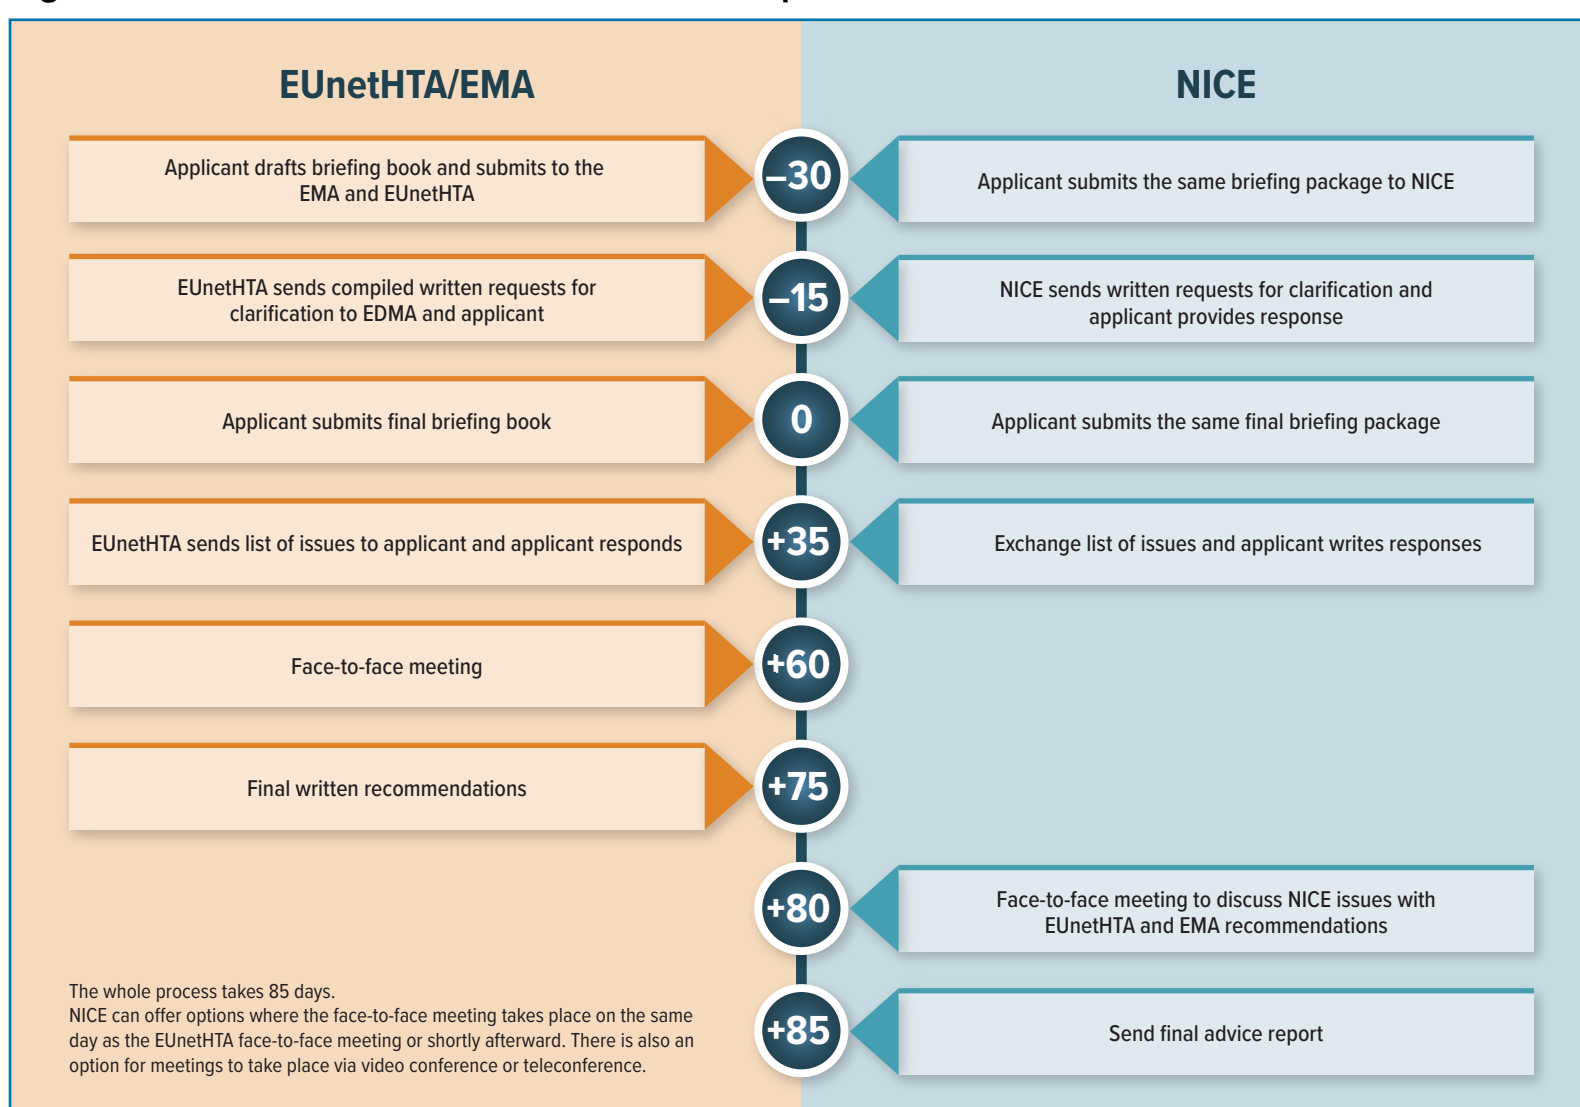 EUnetHTA/EMA
NICE
Applicant drafts briefing book and submits to the
EMA and EUnetHTA
–30
Applicant submits the same briefing package to NICE
EUnetHTA sends compiled written requests for
clarification to EDMA and applicant
–15
NICE sends written requests for clarification and
applicant provides response
Applicant submits final briefing book
0
Applicant submits the same final briefing package
EUnetHTA sends list of issues to applicant and applicant responds
+35
Exchange list of issues and applicant writes responses
Face-to-face meeting
+60
Final written recommendations
+75
+80
Face-to-face meeting to discuss NICE issues with
EUnetHTA and EMA recommendations
The whole process takes 85 days.
NICE can offer options where the face-to-face meeting takes place on the same
day as the EUnetHTA face-to-face meeting or shortly afterward. There is also an
option for meetings to take place via video conference or teleconference.
+85
Send final advice report